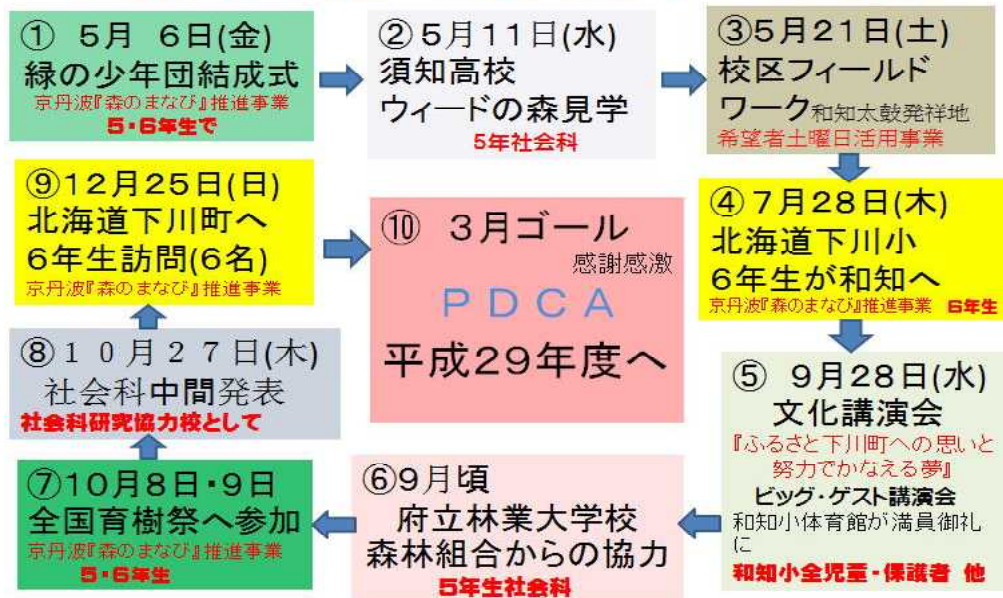 ① 5月 6日(金)
緑の少年団結成式
京丹波『森のまなび』推進事業
5・6年生で
②5月11日(水)
須知高校
ウィードの森見学
5年社会科
③5月21日(土)
校区フィールド
ワーク和知太鼓発祥地
希望者土曜日活用事業
④7月28日(木)
北海道下川小
6年生が和知へ
京丹波『森のまなび』推進事業 6年生
⑤ 9月28日(水)
文化講演会
『ふるさと下川町への思いと
努力でかなえる夢』
ビッグ・ゲスト講演会
和知小体育館が満員御礼
に
和知小全児童・保護者 他
⑥9月頃
府立林業大学校
森林組合からの協力
5年生社会科
⑦10月8日・9日
全国育樹祭へ参加
京丹波『森のまなび』推進事業
5・6年生
⑧10月27日(木)
社会科中間発表
社会科研究協力校として
⑨12月25日(日)
北海道下川町へ
6年生訪問(6名)
京丹波『森のまなび』推進事業
⑩ 3月ゴール
感謝感激
PDCA
平成29年度へ